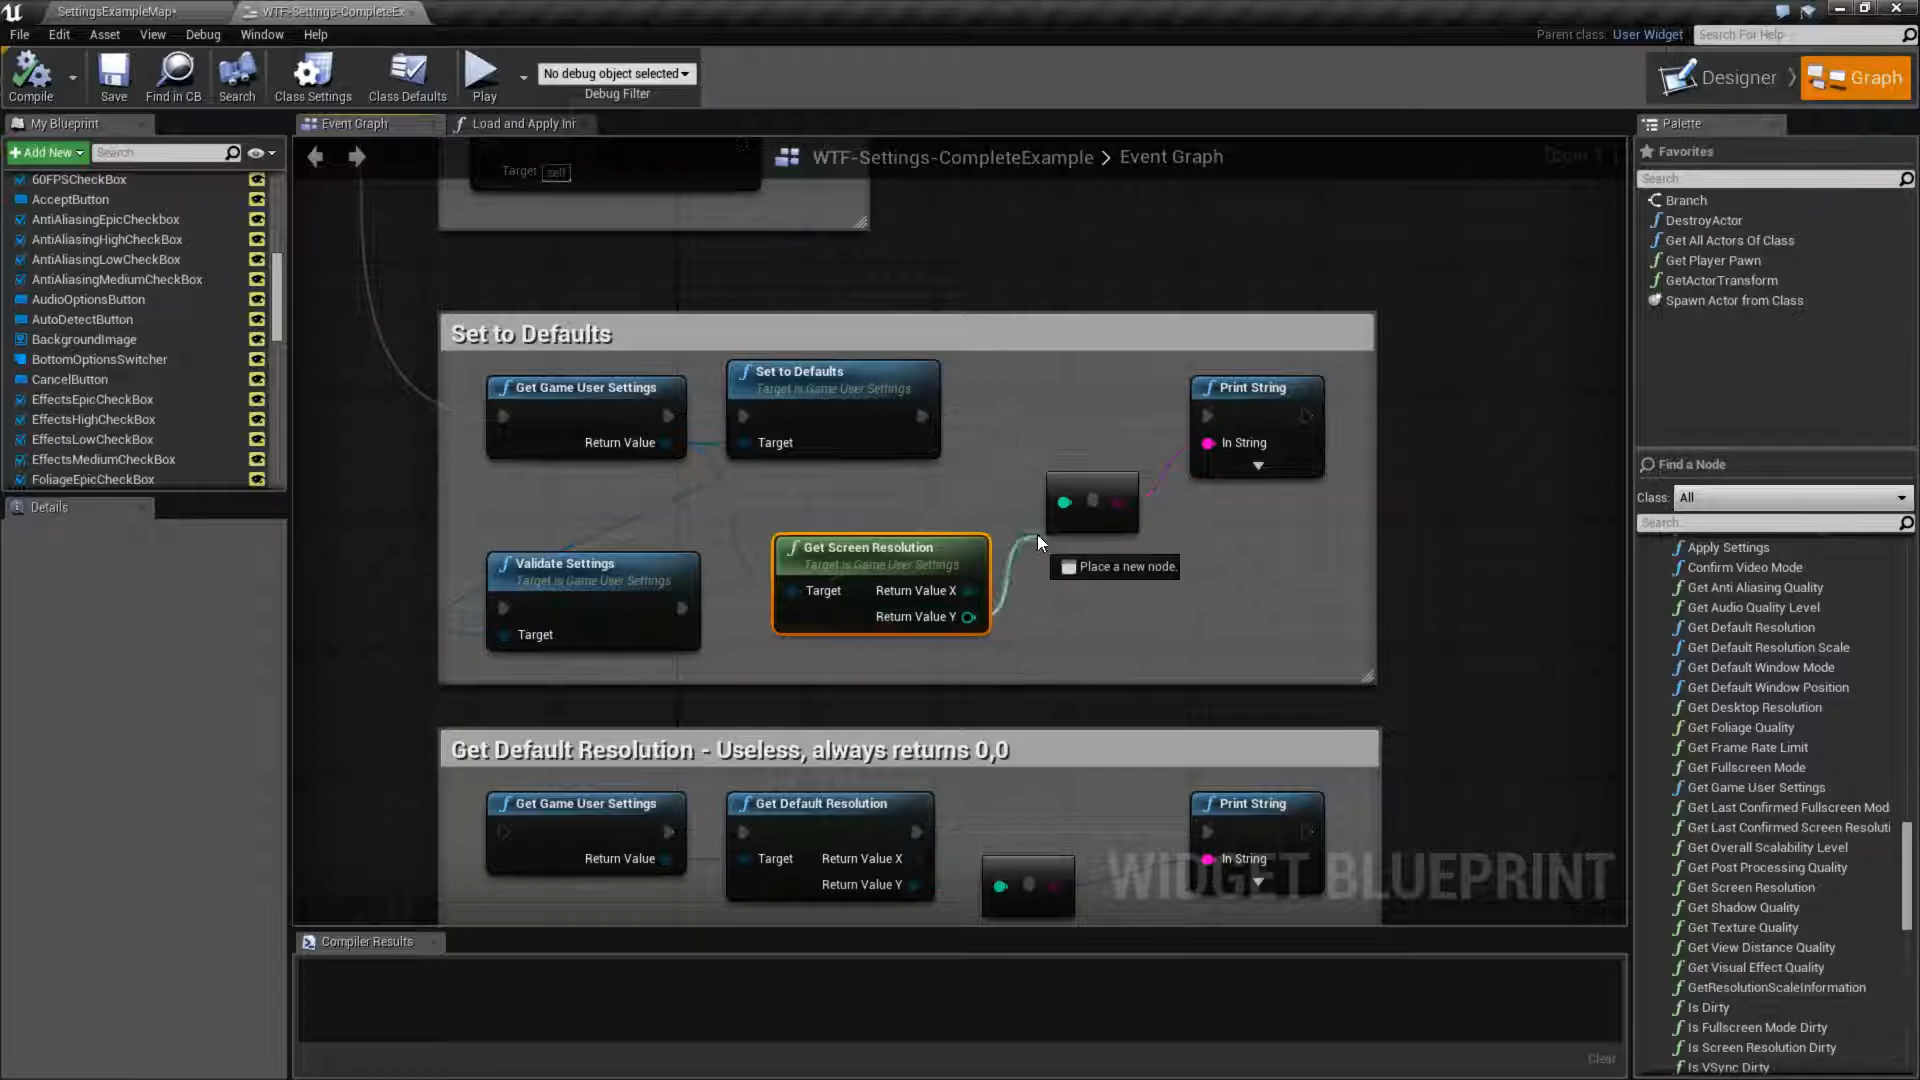 SettingsExampleMap*
WTF-Settings-CompleteEx
File Edit Asset View Debug Window Help
Parent class: User Widget
Search For Help
Compile
Save
Find in CB
Search
Class Settings
Class Defaults
Play
No debug object selected
Debug Filter
Designer
Graph
My Blueprint
Add New
Search
60FPSCheckBox
AcceptButton
AntiAliasingEpicCheckbox
AntiAliasingHighCheckBox
AntiAliasingLowCheckBox
AntiAliasingMediumCheckBox
AudioOptionsButton
AutoDetectButton
BackgroundImage
BottomOptionsSwitcher
CancelButton
EffectsEpicCheckBox
EffectsHighCheckBox
EffectsLowCheckBox
EffectsMediumCheckBox
FoliageEpicCheckBox
Details
Event Graph
Load and Apply Ini
WTF-Settings-CompleteExample > Event Graph
Target self
Set to Defaults
Get Game User Settings
Return Value
Set to Defaults
Target is Game User Settings
Target
Print String
In String
Validate Settings
Target is Game User Settings
Target
Get Screen Resolution
Target is Game User Settings
Target Return Value X
Return Value Y
Place a new node.
Get Default Resolution - Useless, always returns 0,0
Get Game User Settings
Return Value
Get Default Resolution
Target Return Value X
Return Value Y
Print String
In String
WIDGET BLUEPRINT
Compiler Results
Clear
Palette
Favorites
Search
Branch
DestroyActor
Get All Actors Of Class
Get Player Pawn
GetActorTransform
Spawn Actor from Class
Find a Node
Class: All
Search
Apply Settings
Confirm Video Mode
Get Anti Aliasing Quality
Get Audio Quality Level
Get Default Resolution
Get Default Resolution Scale
Get Default Window Mode
Get Default Window Position
Get Desktop Resolution
Get Foliage Quality
Get Frame Rate Limit
Get Fullscreen Mode
Get Game User Settings
Get Last Confirmed Fullscreen Mod
Get Last Confirmed Screen Resoluti
Get Overall Scalability Level
Get Post Processing Quality
Get Screen Resolution
Get Shadow Quality
Get Texture Quality
Get View Distance Quality
Get Visual Effect Quality
GetResolutionScaleInformation
Is Dirty
Is Fullscreen Mode Dirty
Is Screen Resolution Dirty
Is VSync Dirty